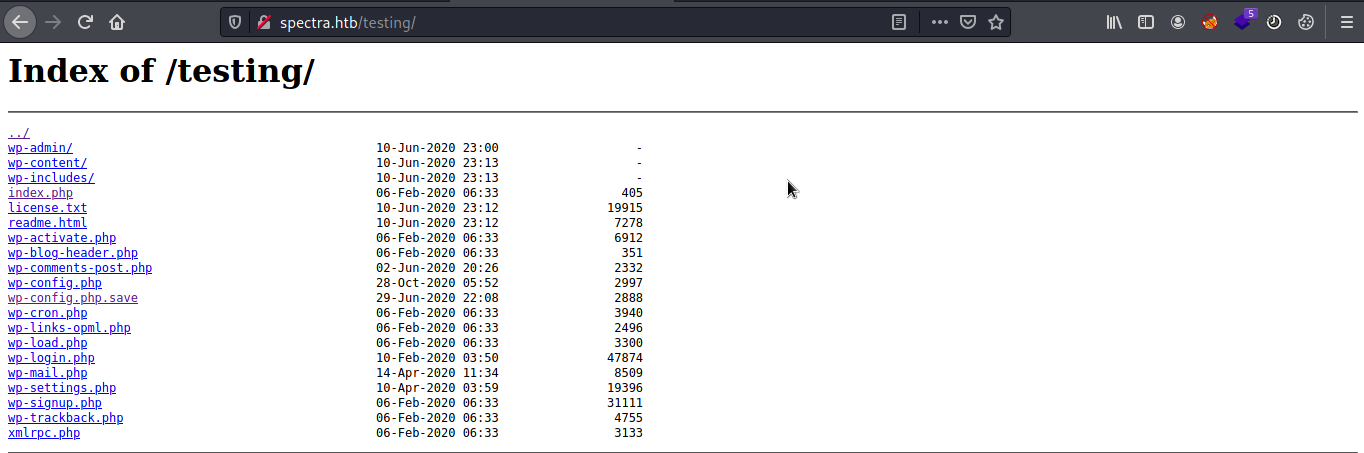 spectra.htb/testing/
5
Index of /testing/
../
wp-admin/ 10-Jun-2020 23:00 -
wp-content/ 10-Jun-2020 23:13 -
wp-includes/ 10-Jun-2020 23:13 -
index.php 06-Feb-2020 06:33 405
license.txt 10-Jun-2020 23:12 19915
readme.html 10-Jun-2020 23:12 7278
wp-activate.php 06-Feb-2020 06:33 6912
wp-blog-header.php 06-Feb-2020 06:33 351
wp-comments-post.php 02-Jun-2020 20:26 2332
wp-config.php 28-Oct-2020 05:52 2997
wp-config.php.save 29-Jun-2020 22:08 2888
wp-cron.php 06-Feb-2020 06:33 3940
wp-links-opml.php 06-Feb-2020 06:33 2496
wp-load.php 06-Feb-2020 06:33 3300
wp-login.php 10-Feb-2020 03:50 47874
wp-mail.php 14-Apr-2020 11:34 8509
wp-settings.php 10-Apr-2020 03:59 19396
wp-signup.php 06-Feb-2020 06:33 31111
wp-trackback.php 06-Feb-2020 06:33 4755
xmlrpc.php 06-Feb-2020 06:33 3133